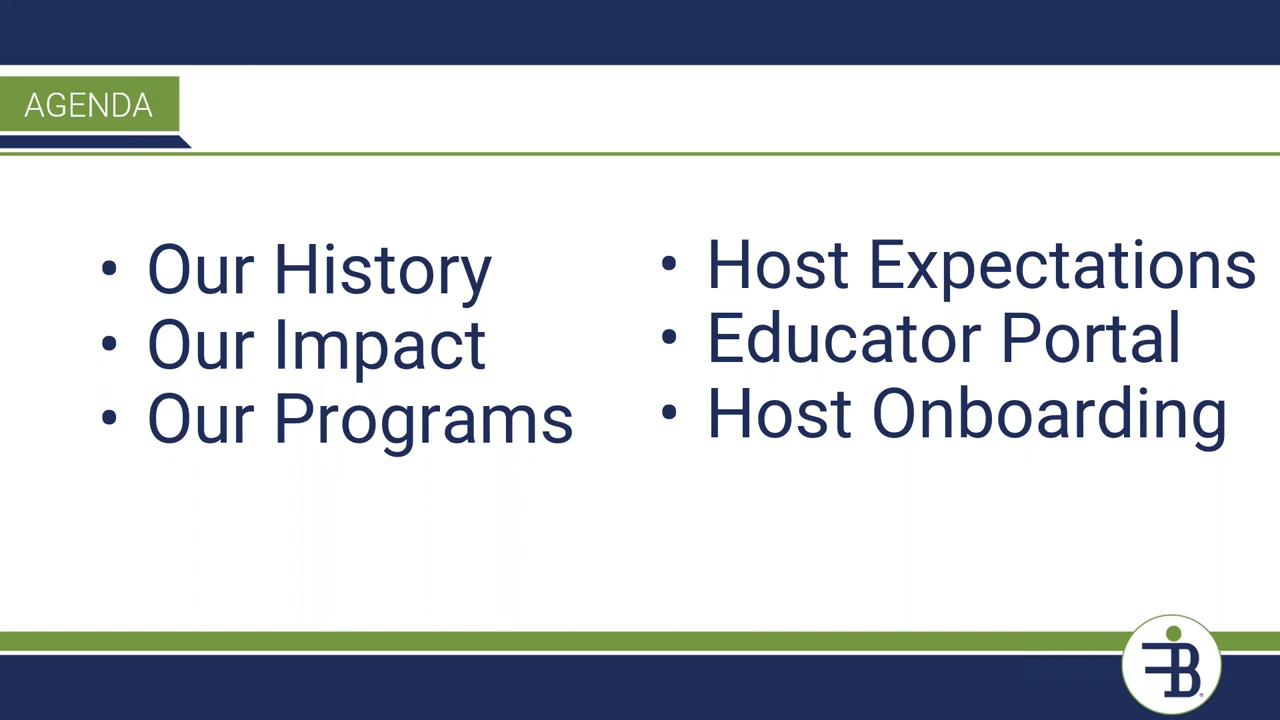 AGENDA
• Our History
• Our Impact
• Our Programs
• Host Expectations
• Educator Portal
• Host Onboarding